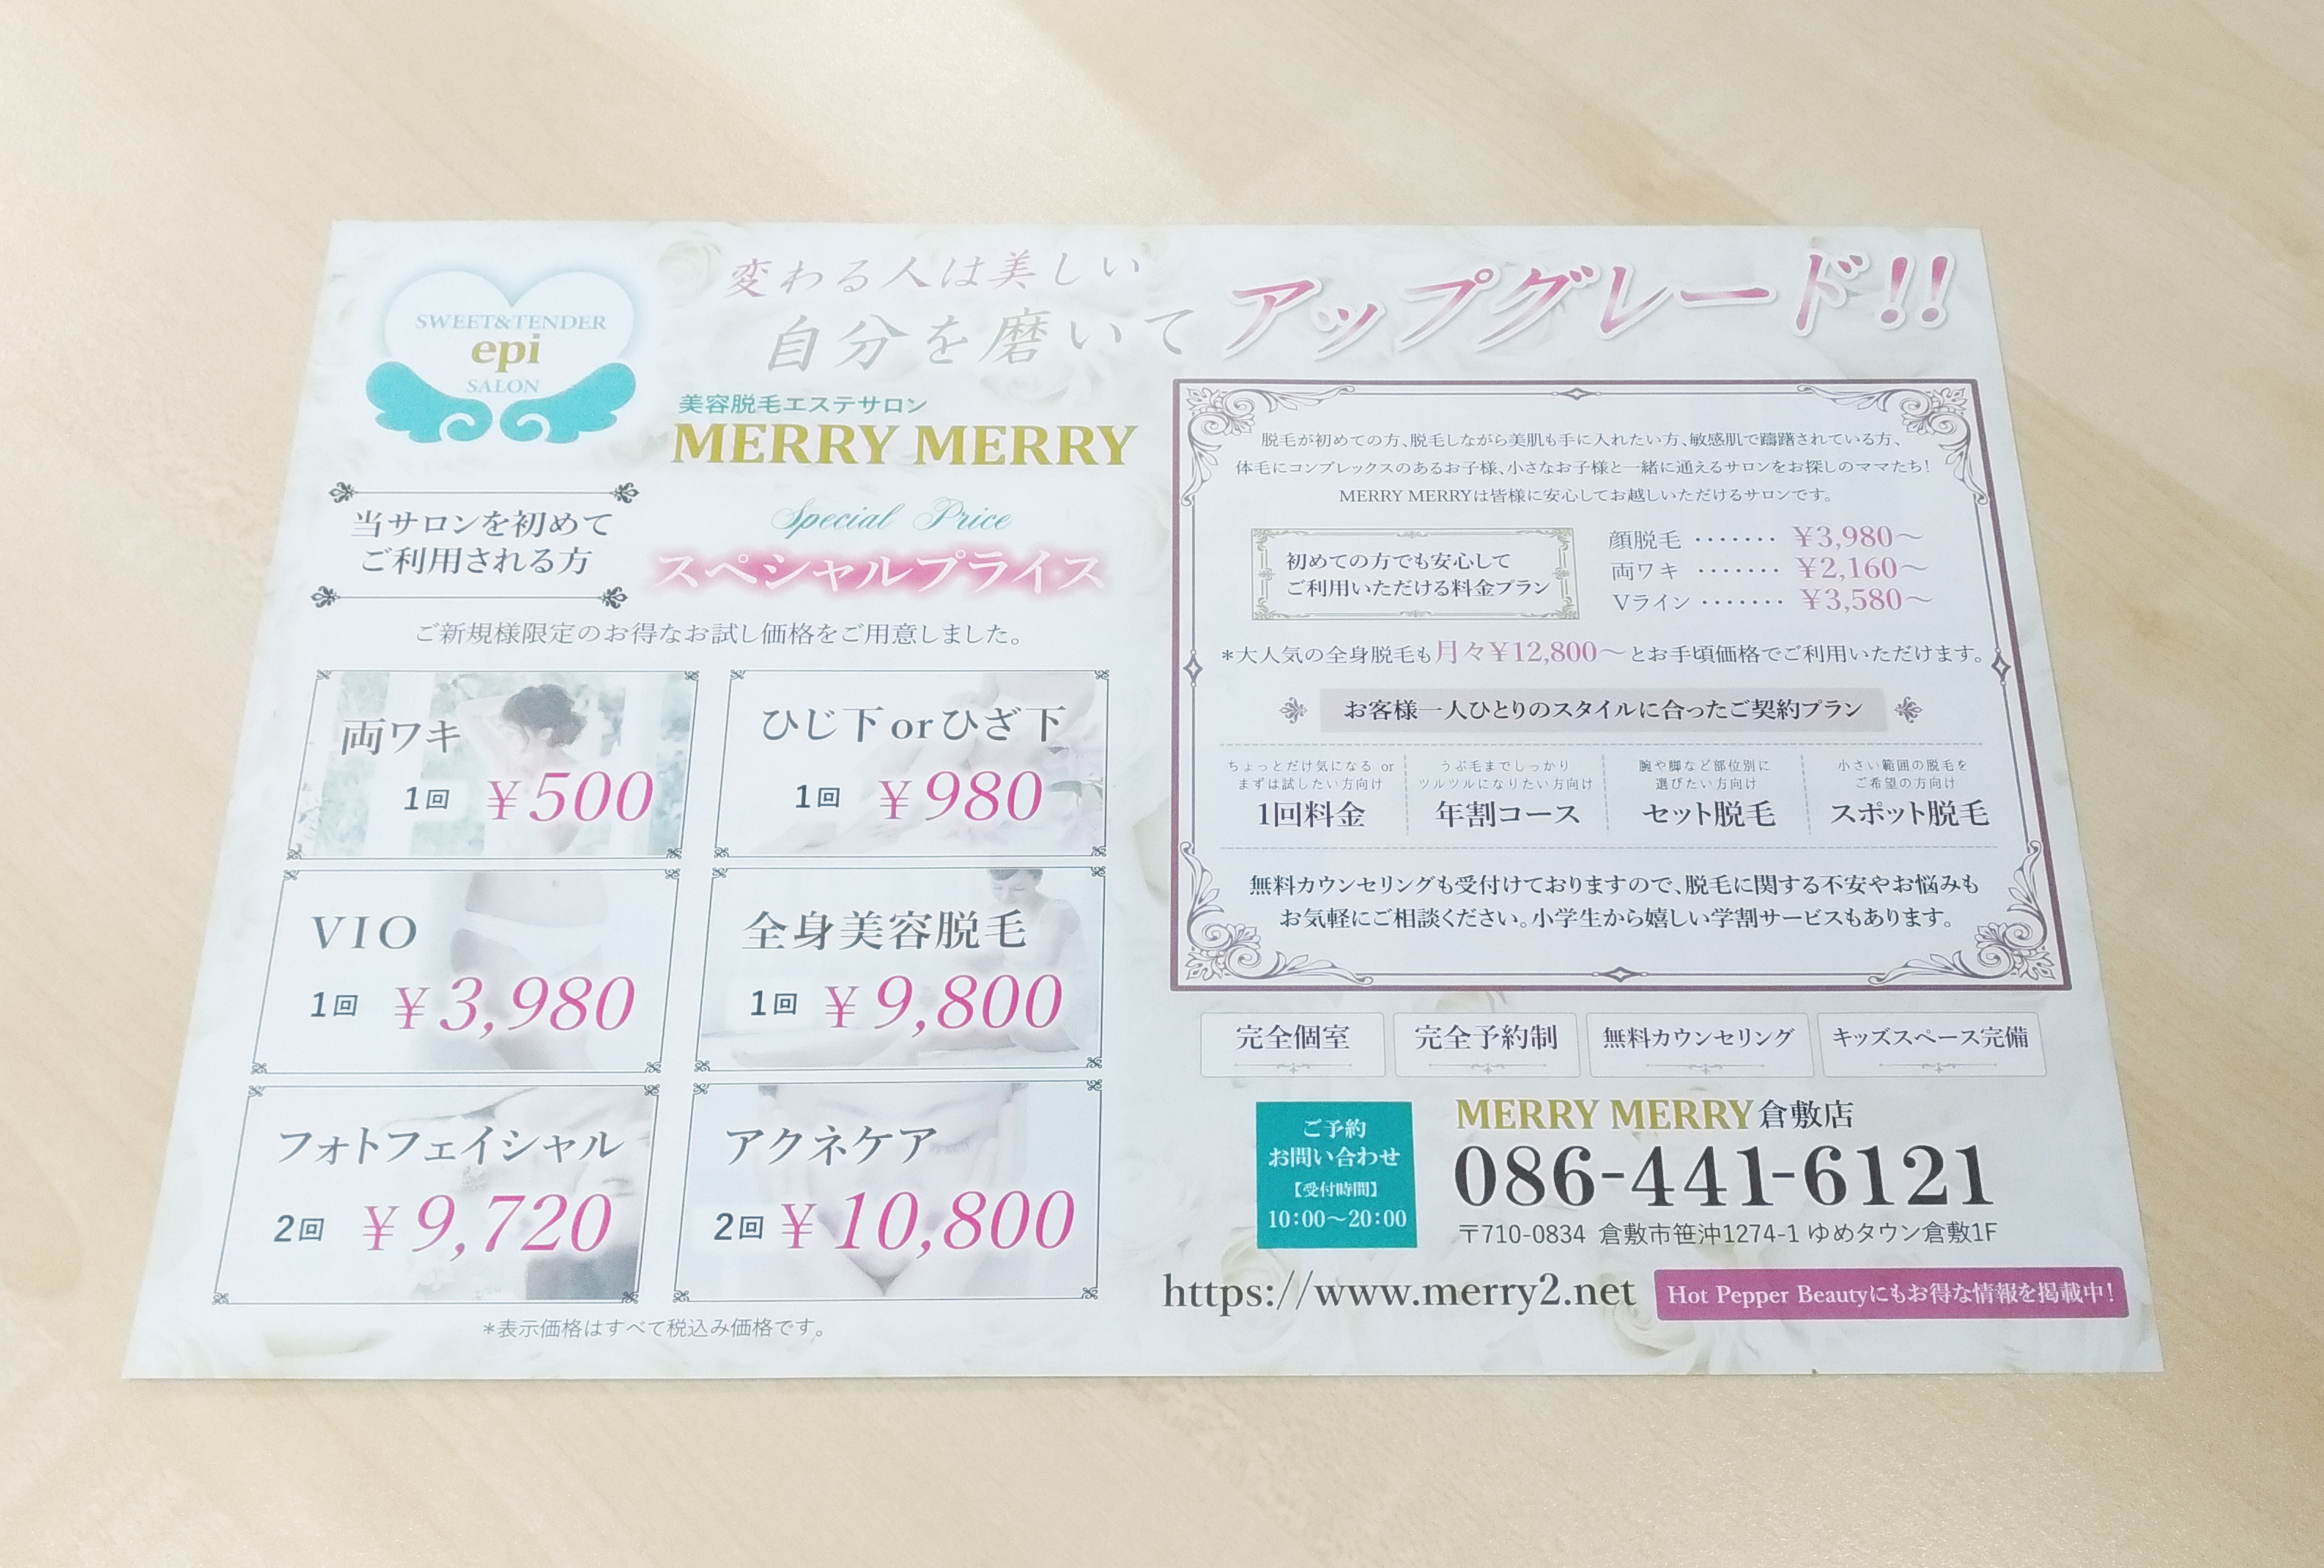 SWEET&TENDER
epi
SALON
変わる人は美しい
自分を磨いてアップグレード!!
美容脱毛エステサロン
MERRY MERRY
当サロンを初めて
ご利用される方
Special Price
スペシャルプライス
ご新規様限定のお得なお試し価格をご用意しました。
両ワキ
1回 ¥500
ひじ下orひざ下
1回 ¥980
VIO
1回 ¥3,980
全身美容脱毛
1回 ¥9,800
フォトフェイシャル
2回 ¥9,720
アクネケア
2回 ¥10,800
*表示価格はすべて税込み価格です。
脱毛が初めての方、脱毛しながら美肌も手に入れたい方、敏感肌で躊躇されている方、
体毛にコンプレックスのあるお子様、小さなお子様と一緒に通えるサロンをお探しのママたち!
MERRY MERRYは皆様に安心してお越しいただけるサロンです。
初めての方でも安心して
ご利用いただける料金プラン
顔脱毛 ······· ¥3,980〜
両ワキ ······· ¥2,160〜
Vライン ······· ¥3,580〜
*大人気の全身脱毛も月々¥12,800〜とお手頃価格でご利用いただけます。
お客様一人ひとりのスタイルに合ったご契約プラン
ちょっとだけ気になる or
まずは試したい方向け
1回料金
うぶ毛までしっかり
ツルツルになりたい方向け
年割コース
腕や脚など部位別に
選びたい方向け
セット脱毛
小さい範囲の脱毛を
ご希望の方向け
スポット脱毛
無料カウンセリングも受付けておりますので、脱毛に関する不安やお悩みも
お気軽にご相談ください。小学生から嬉しい学割サービスもあります。
完全個室
完全予約制
無料カウンセリング
キッズスペース完備
ご予約
お問い合わせ
【受付時間】
10:00〜20:00
MERRY MERRY倉敷店
086-441-6121
〒710-0834 倉敷市笹沖1274-1 ゆめタウン倉敷1F
https://www.merry2.net
Hot Pepper Beautyにもお得な情報を掲載中!